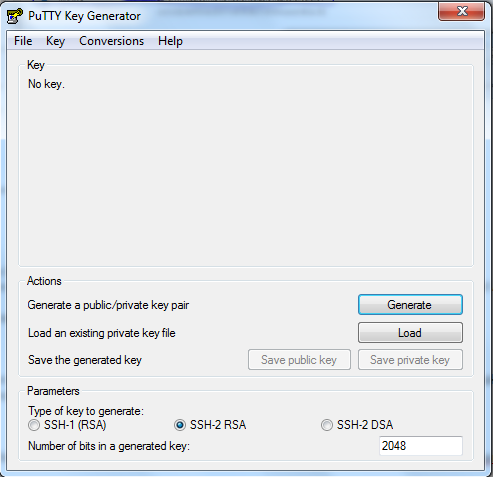 PuTTY Key Generator
File Key Conversions Help
Key
No key.
Actions
Generate a public/private key pair Generate
Load an existing private key file Load
Save the generated key Save public key Save private key
Parameters
Type of key to generate:
SSH-1 (RSA) SSH-2 RSA SSH-2 DSA
Number of bits in a generated key: 2048